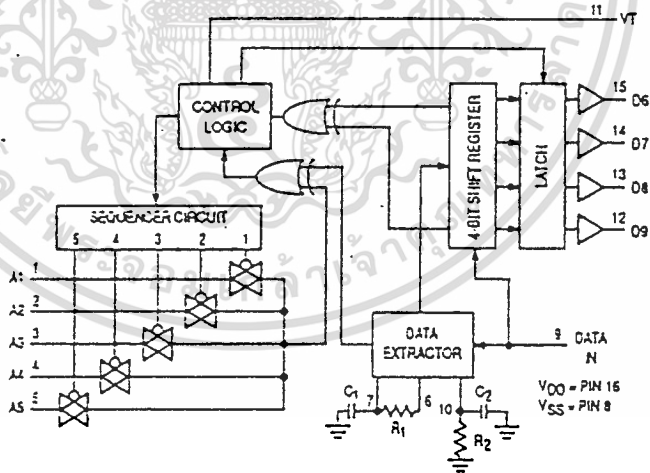 11
VT
15
D6
CONTROL
LOGIC
4-BIT SHIFT REGISTER
LATCH
14
D7
13
D8
12
D9
SEQUENCER CIRCUIT
5 4 3 2 1
A1 1
A2 2
A3 3
A4 4
A5 5
DATA
EXTRACTOR
9 DATA
IN
C1 7 6 10 C2
R1
R2
VDD = PIN 16
VSS = PIN 8